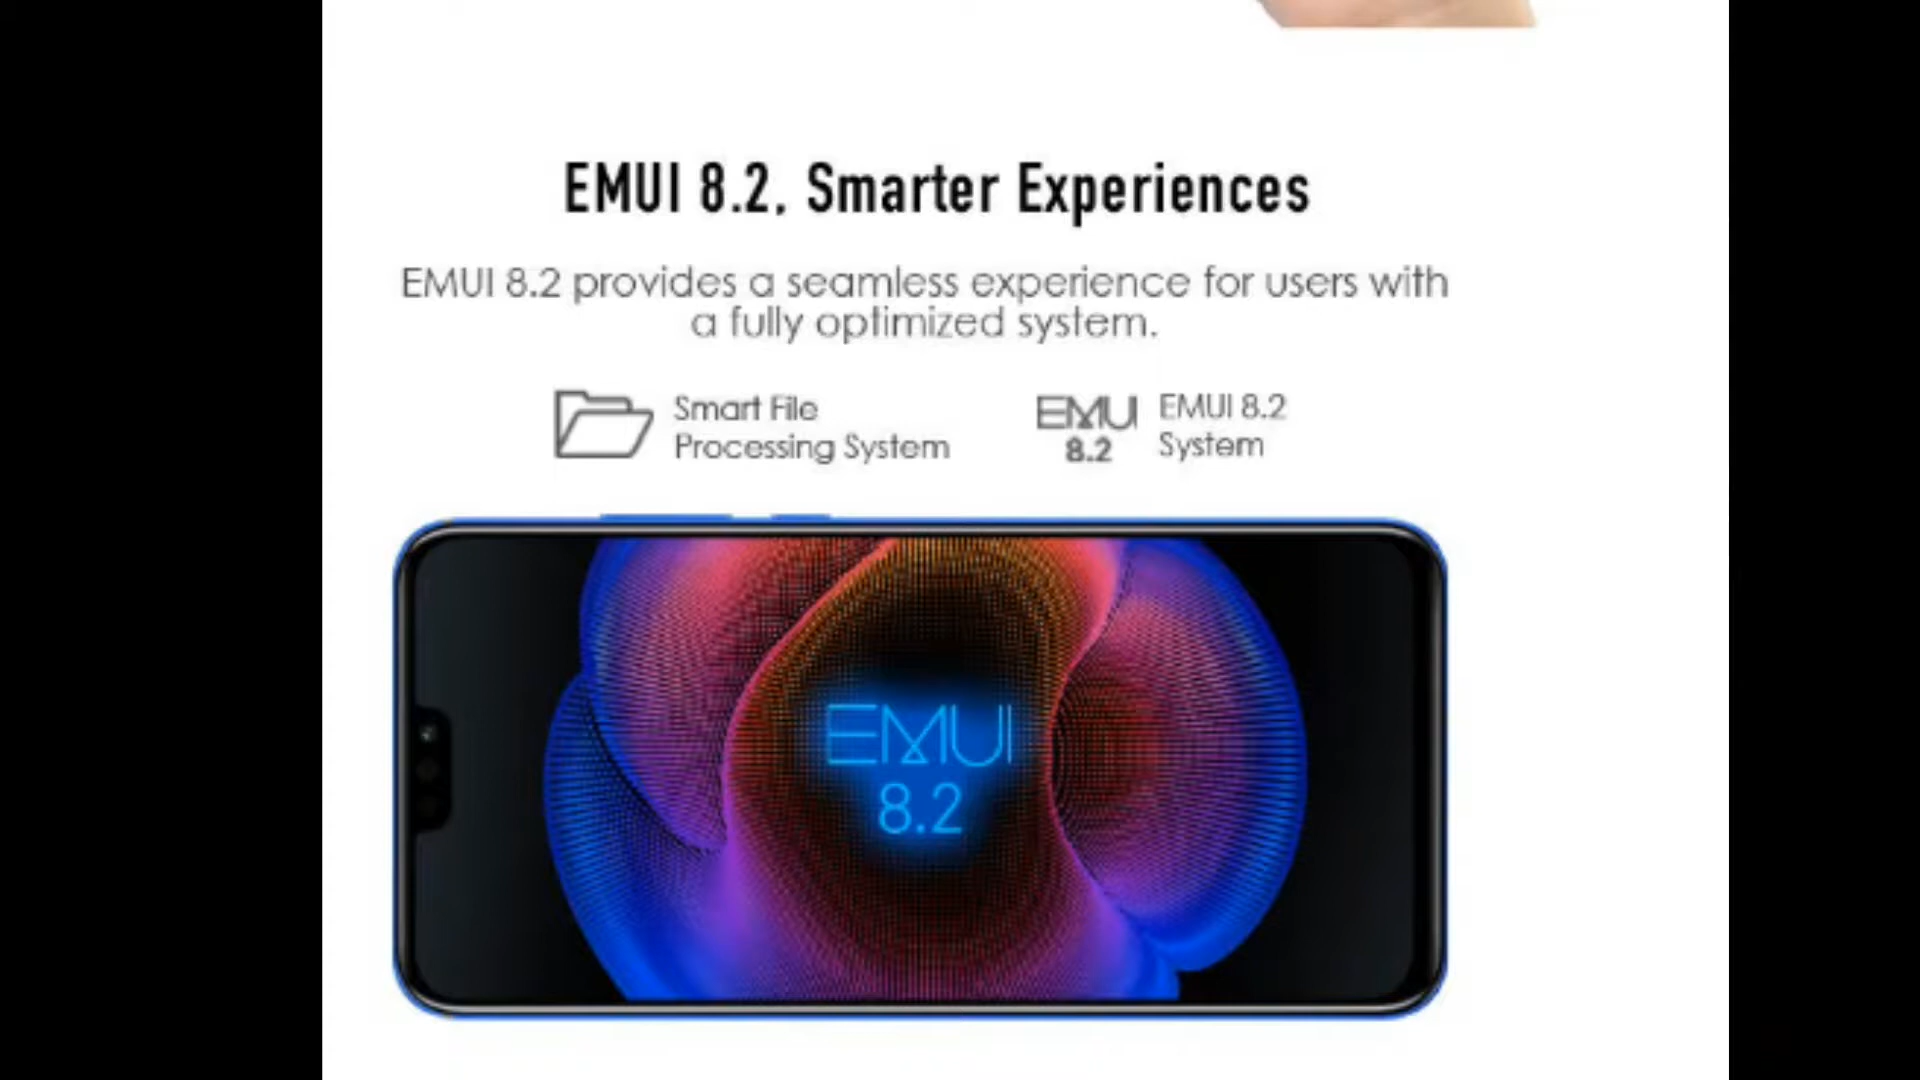 EMUI 8.2, Smarter Experiences
EMUI 8.2 provides a seamless experience for users with
a fully optimized system.
Smart File
Processing System
EMU
8.2
EMUI 8.2
System
EMUI
8.2